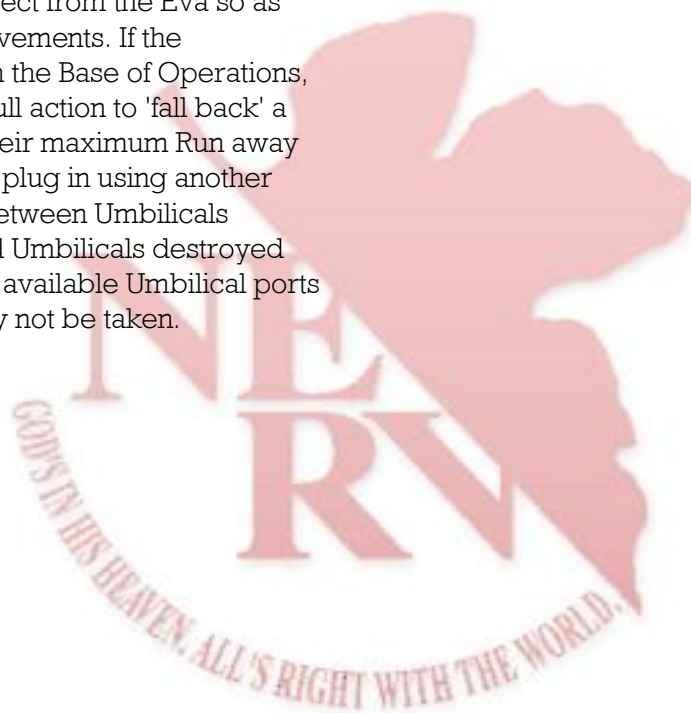 ect from the Eva so as
vements. If the
n the Base of Operations,
ull action to 'fall back' a
eir maximum Run away
plug in using another
etween Umbilicals
d Umbilicals destroyed
available Umbilical ports
y not be taken.
NE
RV
GOD'S IN HIS HEAVEN. ALL'S RIGHT WITH THE WORLD.